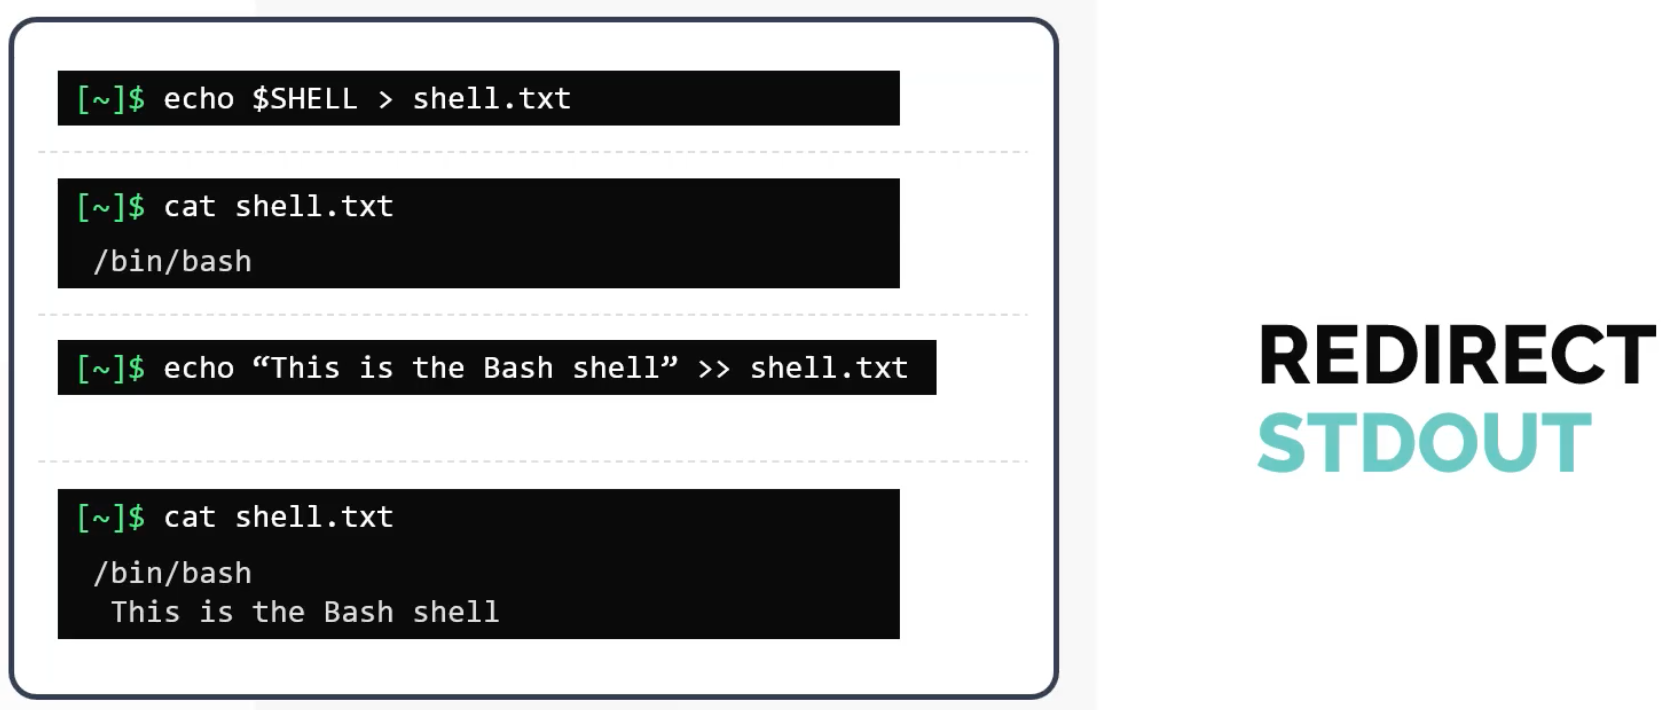 [~]$ echo $SHELL > shell.txt
[~]$ cat shell.txt
/bin/bash
[~]$ echo “This is the Bash shell” >> shell.txt
[~]$ cat shell.txt
/bin/bash
This is the Bash shell
REDIRECT
STDOUT